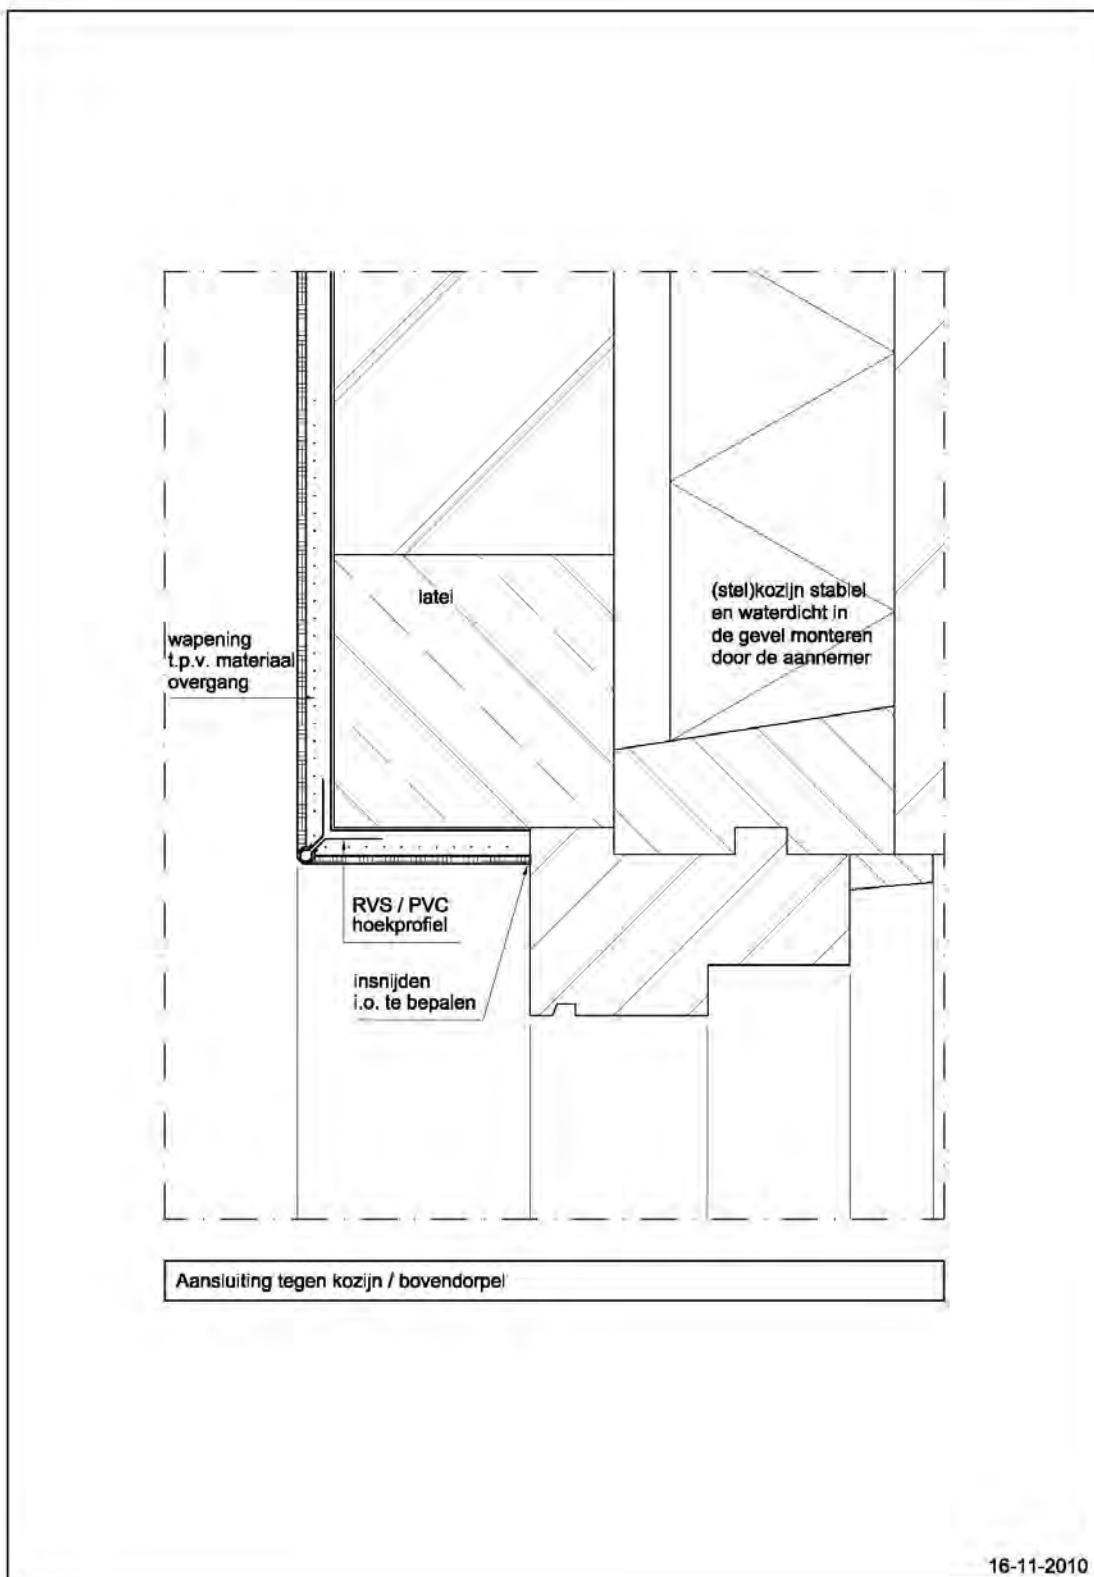 latei
(stel)kozijn stabiel
en waterdicht in
de gevel monteren
door de aannemer
wapening
t.p.v. materiaal
overgang
RVS / PVC
hoekprofiel
insnijden
i.o. te bepalen
Aansluiting tegen kozijn / bovendorpel
16-11-2010